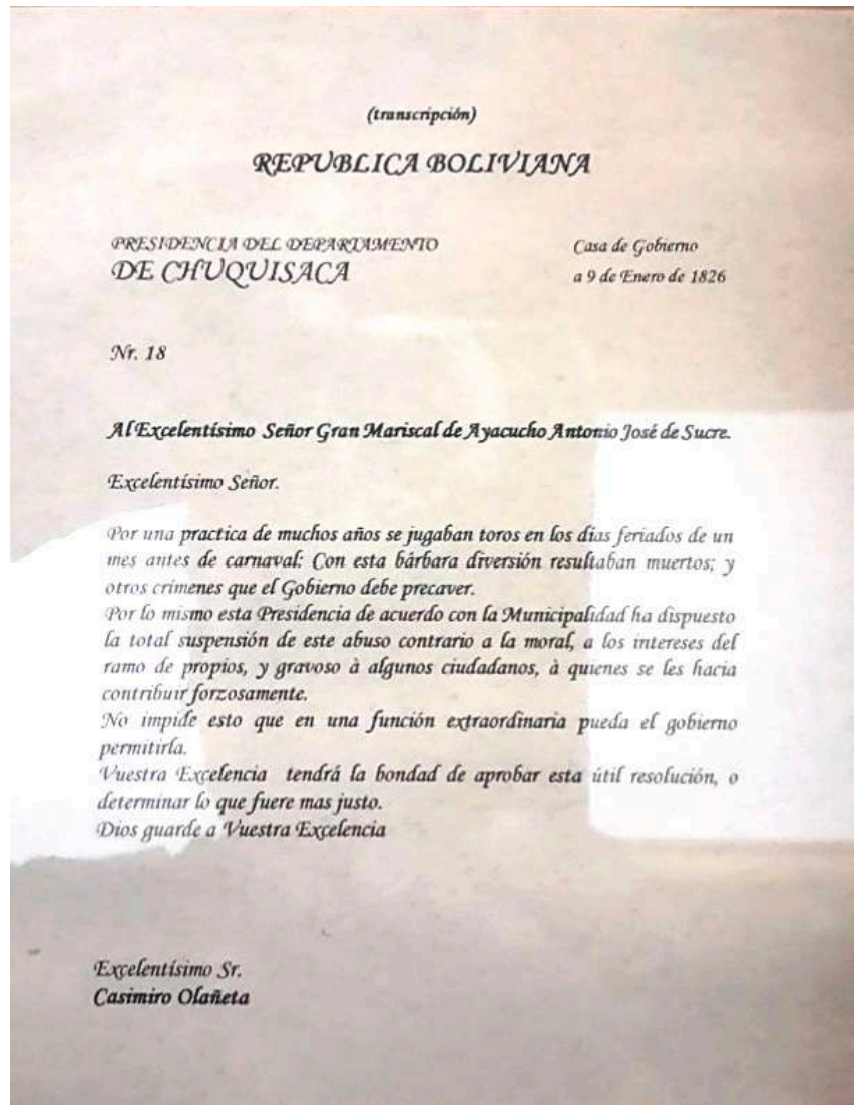 (transcripción)
REPUBLICA BOLIVIANA
PRESIDENCIA DEL DEPARTAMENTO
DE CHUQUISACA
Casa de Gobierno
a 9 de Enero de 1826
Nr. 18
Al Excelentísimo Señor Gran Mariscal de Ayacucho Antonio José de Sucre.
Excelentísimo Señor.
Por una practica de muchos años se jugaban toros en los dias feriados de un
mes antes de carnaval: Con esta bárbara diversión resultaban muertos; y
otros crímenes que el Gobierno debe precaver.
Por lo mismo esta Presidencia de acuerdo con la Municipalidad ha dispuesto
la total suspensión de este abuso contrario a la moral, a los intereses del
ramo de propios, y gravoso à algunos ciudadanos, à quienes se les hacia
contribuir forzosamente.
No impide esto que en una función extraordinaria pueda el gobierno
permitirla.
Vuestra Excelencia tendrá la bondad de aprobar esta útil resolución, o
determinar lo que fuere mas justo.
Dios guarde a Vuestra Excelencia
Excelentísimo Sr.
Casimiro Olañeta